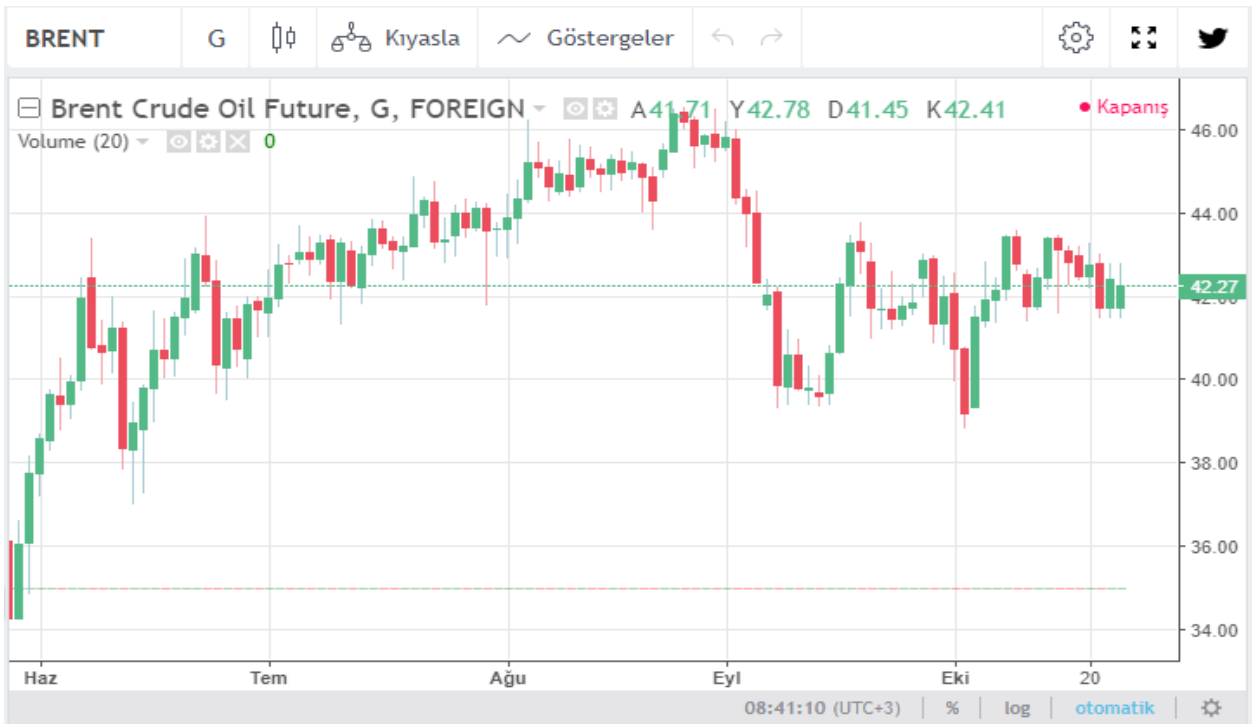 BRENT G Kıyasla Göstergeler
Brent Crude Oil Future, G, FOREIGN A41.71 Y42.78 D41.45 K42.41 Kapanış
Volume (20) 0
46.00
44.00
42.27
42.00
40.00
38.00
36.00
34.00
Haz Tem Ağu Eyl Eki 20
08:41:10 (UTC+3) % log otomatik